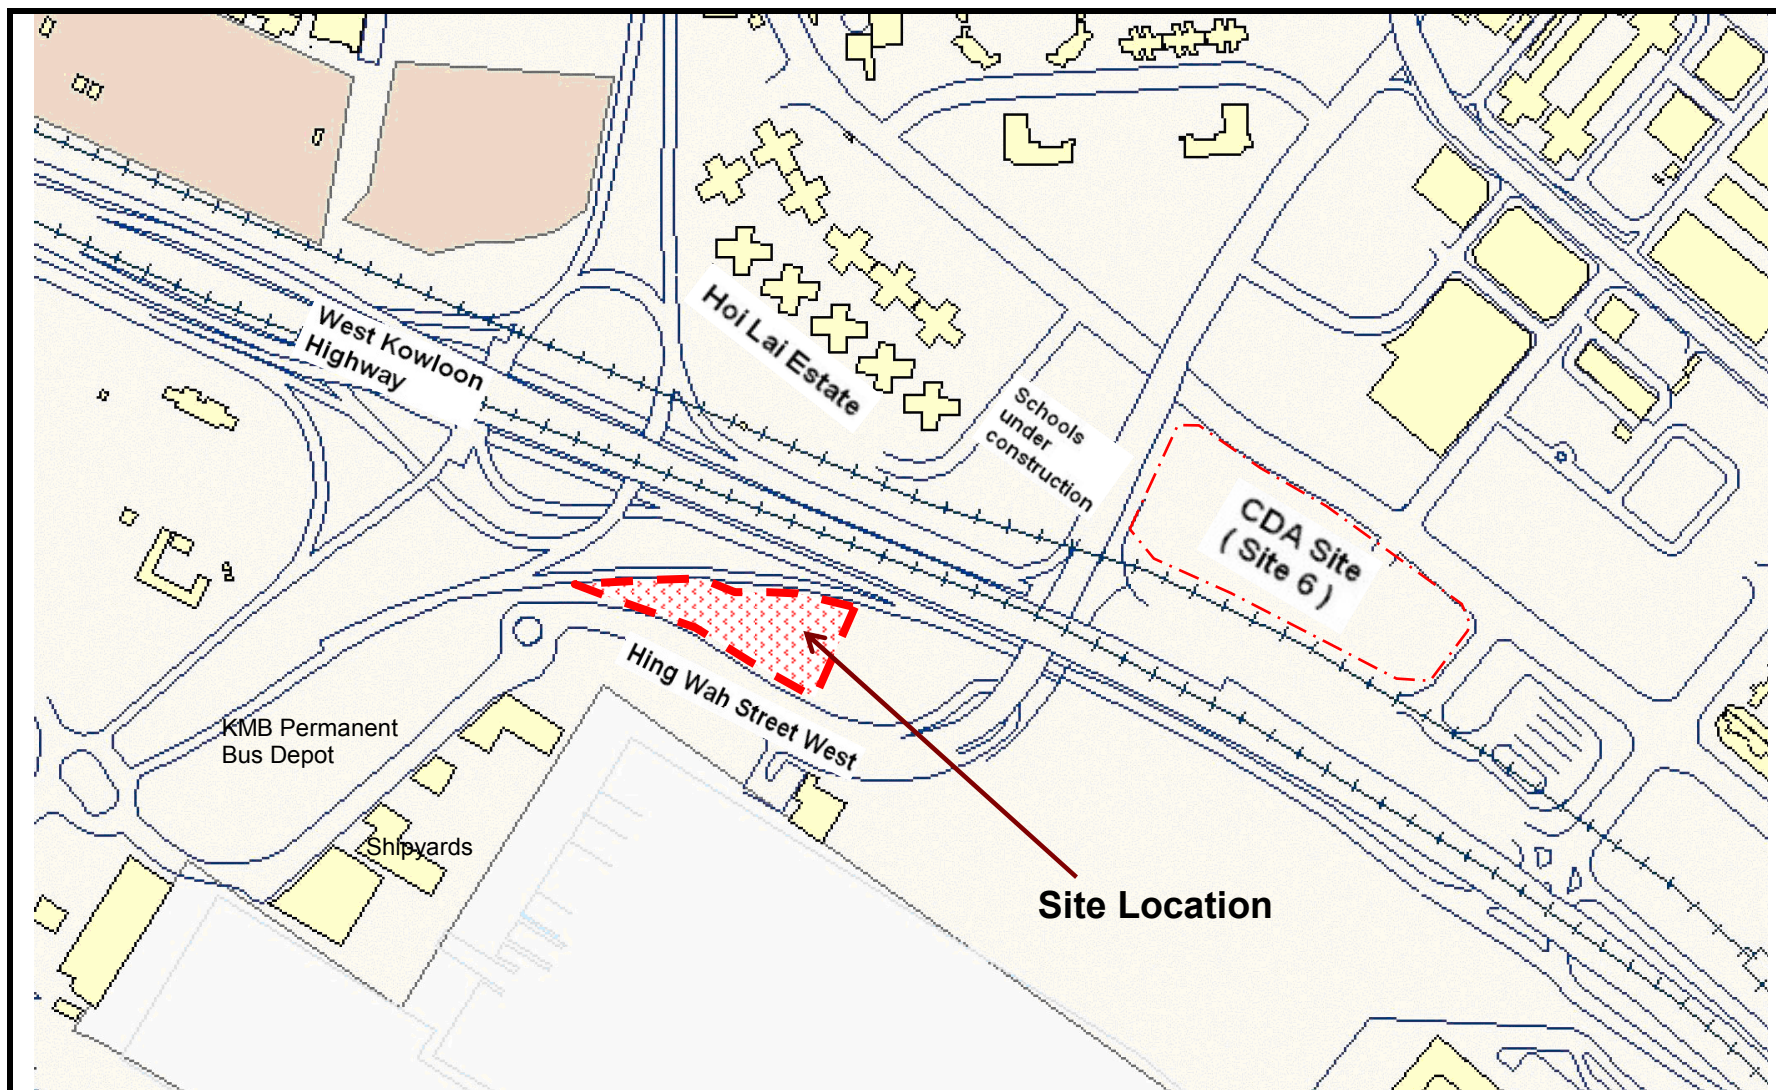 West Kowloon
Highway
Hoi Lai Estate
Schools
under
construction
CDA Site
( Site 6 )
Hing Wah Street West
KMB Permanent
Bus Depot
Shipyards
Site Location